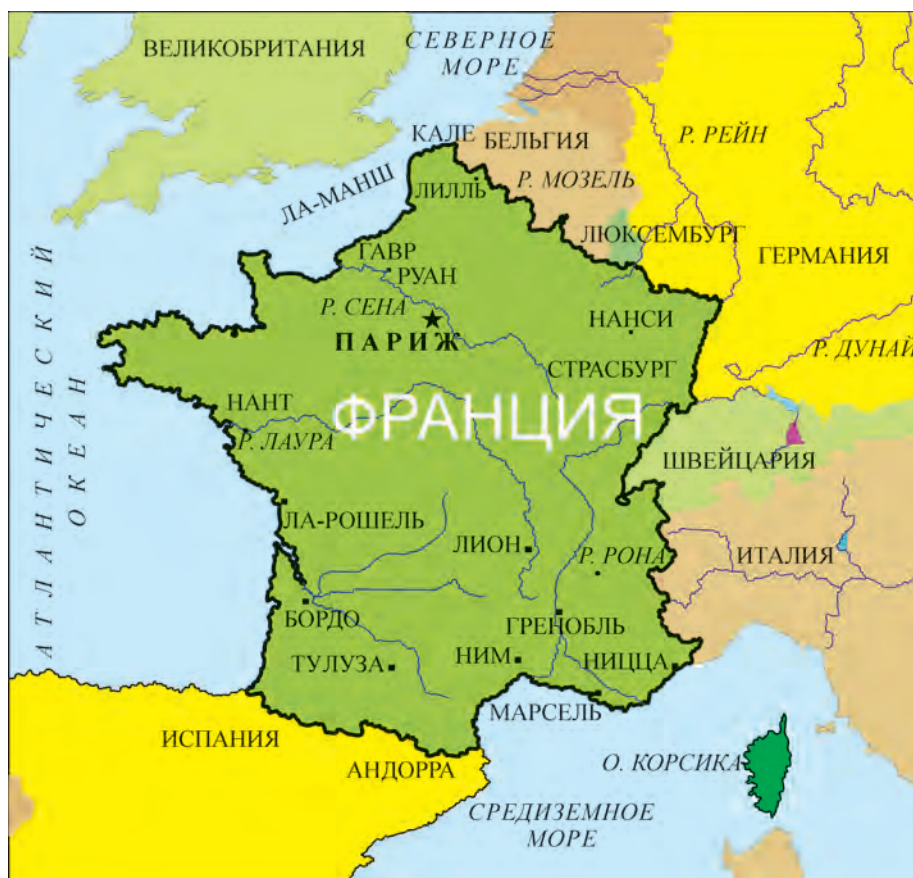 ВЕЛИКОБРИТАНИЯ
СЕВЕРНОЕ
МОРЕ
КАЛЕ
БЕЛЬГИЯ
Р. РЕЙН
Р. МОЗЕЛЬ
ЛА-МАНШ
ЛИЛЛЬ
ЛЮКСЕМБУРГ
ГЕРМАНИЯ
ГАВР
РУАН
Р. СЕНА
ПАРИЖ
НАНСИ
Р. ДУНАЙ
СТРАСБУРГ
АТЛАНТИЧЕСКИЙ
ОКЕАН
НАНТ
ФРАНЦИЯ
Р. ЛАУРА
ШВЕЙЦАРИЯ
ЛА-РОШЕЛЬ
ЛИОН
Р. РОНА
ИТАЛИЯ
БОРДО
ГРЕНОБЛЬ
ТУЛУЗА
НИМ
НИЦЦА
МАРСЕЛЬ
ИСПАНИЯ
АНДОРРА
О. КОРСИКА
СРЕДИЗЕМНОЕ
МОРЕ